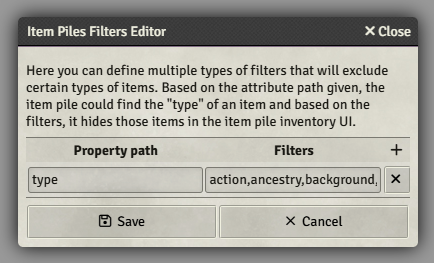 Item Piles Filters Editor
Close
Here you can define multiple types of filters that will exclude
certain types of items. Based on the attribute path given, the
item pile could find the "type" of an item and based on the
filters, it hides those items in the item pile inventory UI.
Property path Filters +
type action,ancestry,background,
Save Cancel